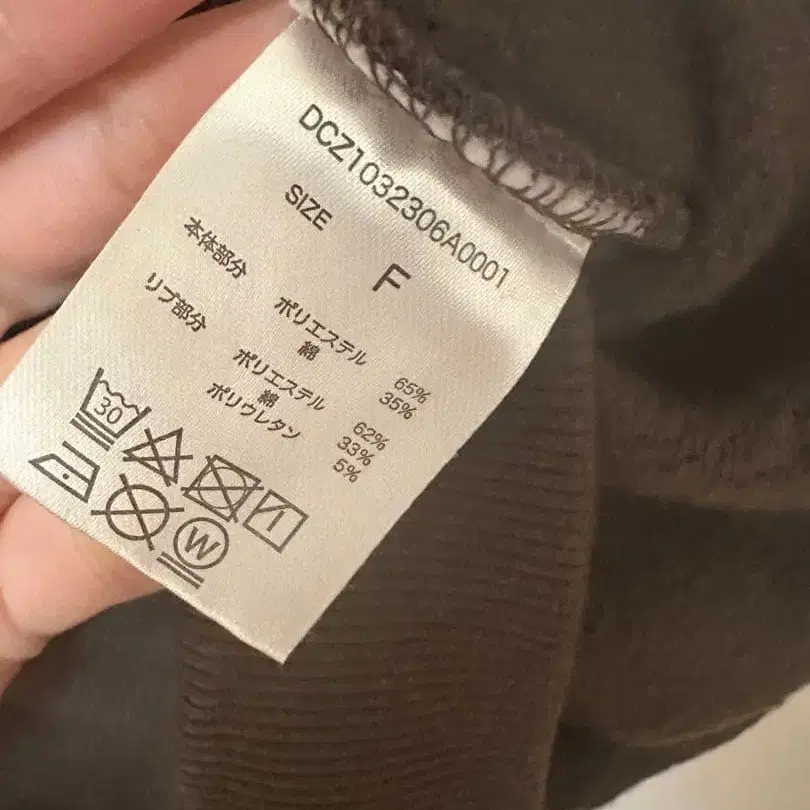 DCZ1032306A0001
SIZE F
本体部分
ポリエステル 65%
綿 35%
リブ部分
ポリエステル 62%
綿 33%
ポリウレタン 5%
30
W